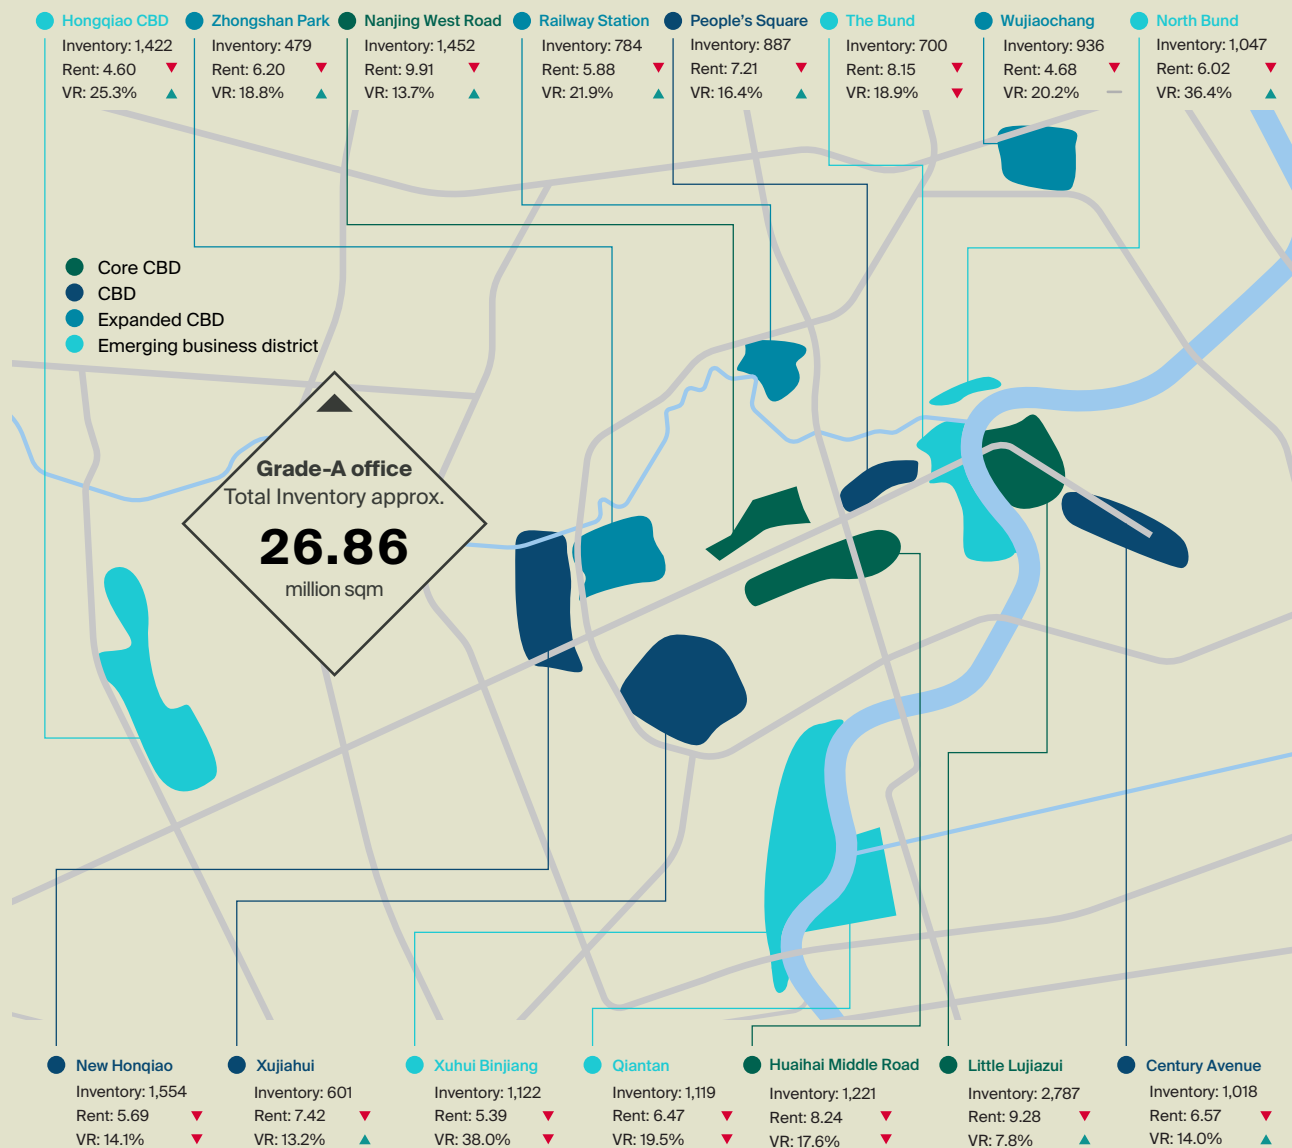 Hongqiao CBD
Inventory: 1,422
Rent: 4.60 ▼
VR: 25.3% ▲
Zhongshan Park
Inventory: 479
Rent: 6.20 ▼
VR: 18.8% ▲
Nanjing West Road
Inventory: 1,452
Rent: 9.91 ▼
VR: 13.7% ▲
Railway Station
Inventory: 784
Rent: 5.88 ▼
VR: 21.9% ▲
People's Square
Inventory: 887
Rent: 7.21 ▼
VR: 16.4% ▲
The Bund
Inventory: 700
Rent: 8.15 ▼
VR: 18.9% ▼
Wujiaochang
Inventory: 936
Rent: 4.68 ▼
VR: 20.2% —
North Bund
Inventory: 1,047
Rent: 6.02 ▼
VR: 36.4% ▲
Core CBD
CBD
Expanded CBD
Emerging business district
Grade-A office
Total Inventory approx.
26.86
million sqm
New Honqiao
Inventory: 1,554
Rent: 5.69 ▼
VR: 14.1% ▼
Xujiahui
Inventory: 601
Rent: 7.42 ▼
VR: 13.2% ▲
Xuhui Binjiang
Inventory: 1,122
Rent: 5.39 ▼
VR: 38.0% ▼
Qiantan
Inventory: 1,119
Rent: 6.47 ▼
VR: 19.5% ▼
Huaihai Middle Road
Inventory: 1,221
Rent: 8.24 ▼
VR: 17.6% ▼
Little Lujiazui
Inventory: 2,787
Rent: 9.28 ▼
VR: 7.8% ▲
Century Avenue
Inventory: 1,018
Rent: 6.57 ▼
VR: 14.0% ▲